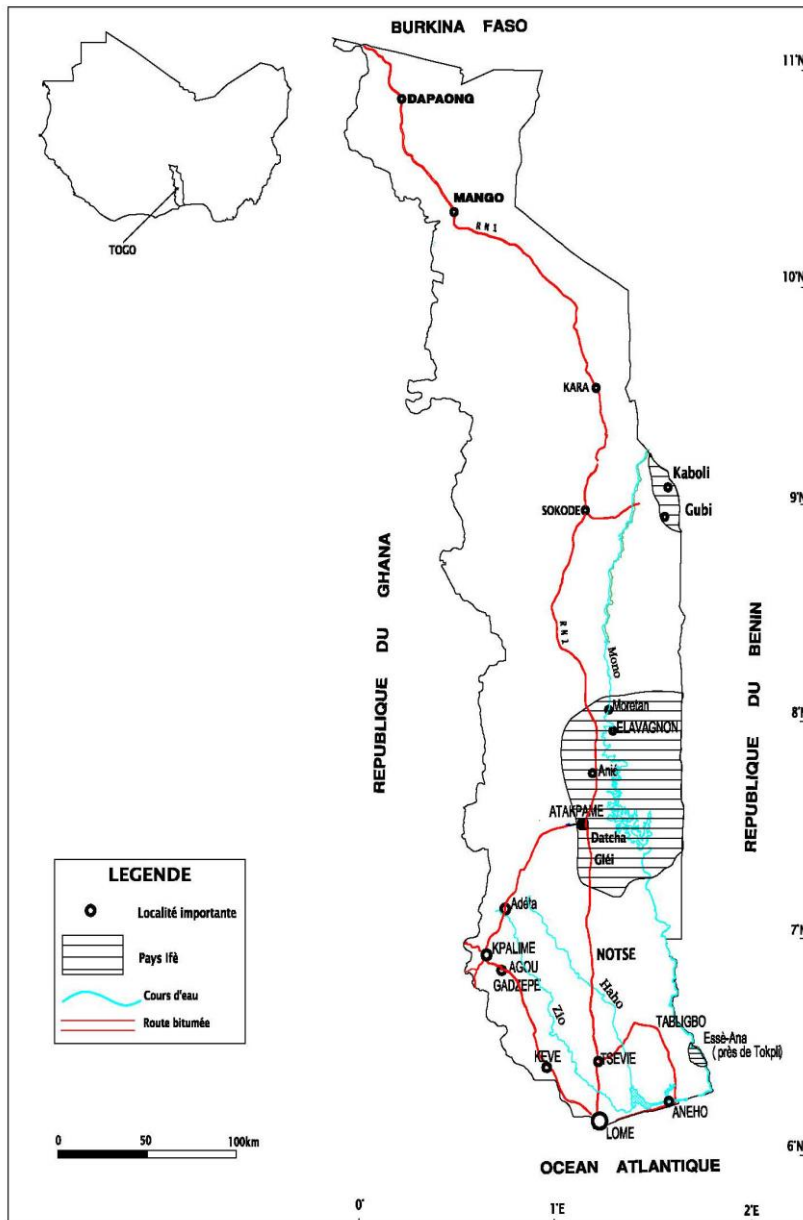 BURKINA FASO
11°N
DAPAONG
TOGO
MANGO
RN1
10°N
KARA
Kaboli
9°N
SOKODE
Gubi
REPUBLIQUE DU GHANA
RN1
Mono
REPUBLIQUE DU BENIN
8°N
Moretan
ELAVAGNON
Anié
ATAKPAME
Datcha
Gléi
LEGENDE
Localité importante
Pays Ifè
Cours d'eau
Route bitumée
Adéta
7°N
KPALIME
NOTSE
AGOU
GADZEPE
Zio
Haho
TABLIGBO
Essè-Ana
(près de Tokpli)
KEVE
TSEVIE
ANEHO
LOME
0 50 100km
6°N
OCEAN ATLANTIQUE
0° 1°E 2°E